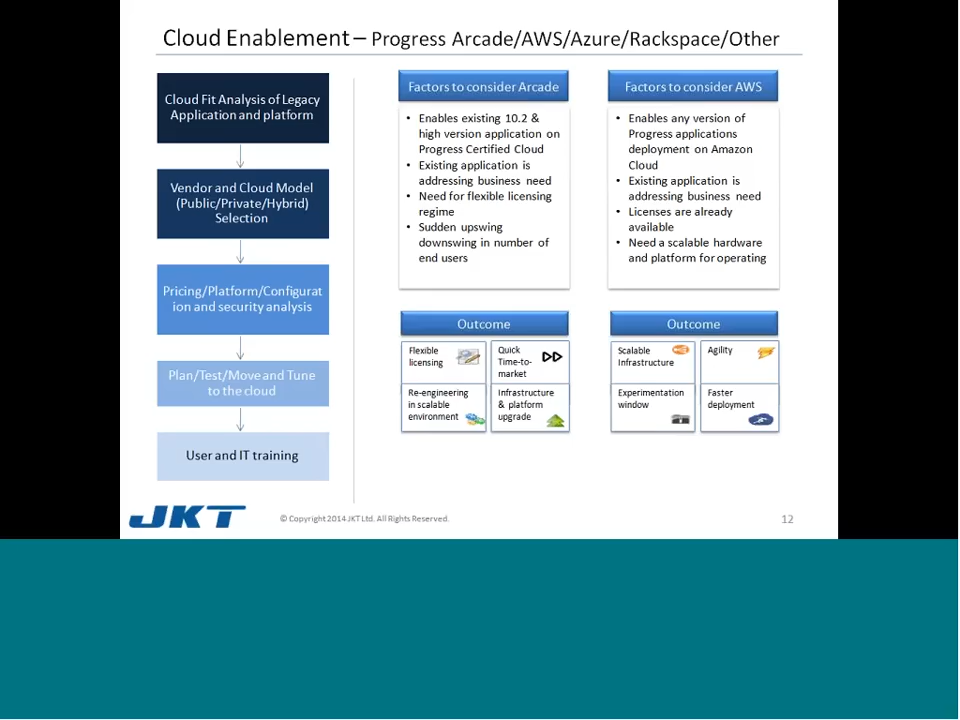 Cloud Enablement – Progress Arcade/AWS/Azure/Rackspace/Other
Cloud Fit Analysis of Legacy
Application and platform
Vendor and Cloud Model
(Public/Private/Hybrid)
Selection
Pricing/Platform/Configurat
ion and security analysis
Plan/Test/Move and Tune
to the cloud
User and IT training
Factors to consider Arcade
• Enables existing 10.2 &
high version application on
Progress Certified Cloud
• Existing application is
addressing business need
• Need for flexible licensing
regime
• Sudden upswing
downswing in number of
end users
Outcome
Flexible
licensing
Quick
Time-to-
market
Re-engineering
in scalable
environment
Infrastructure
& platform
upgrade
Factors to consider AWS
• Enables any version of
Progress applications
deployment on Amazon
Cloud
• Existing application is
addressing business need
• Licenses are already
available
• Need a scalable hardware
and platform for operating
Outcome
Scalable
Infrastructure
Agility
Experimentation
window
Faster
deployment
JKT
© Copyright 2014 JKT Ltd. All Rights Reserved.
12